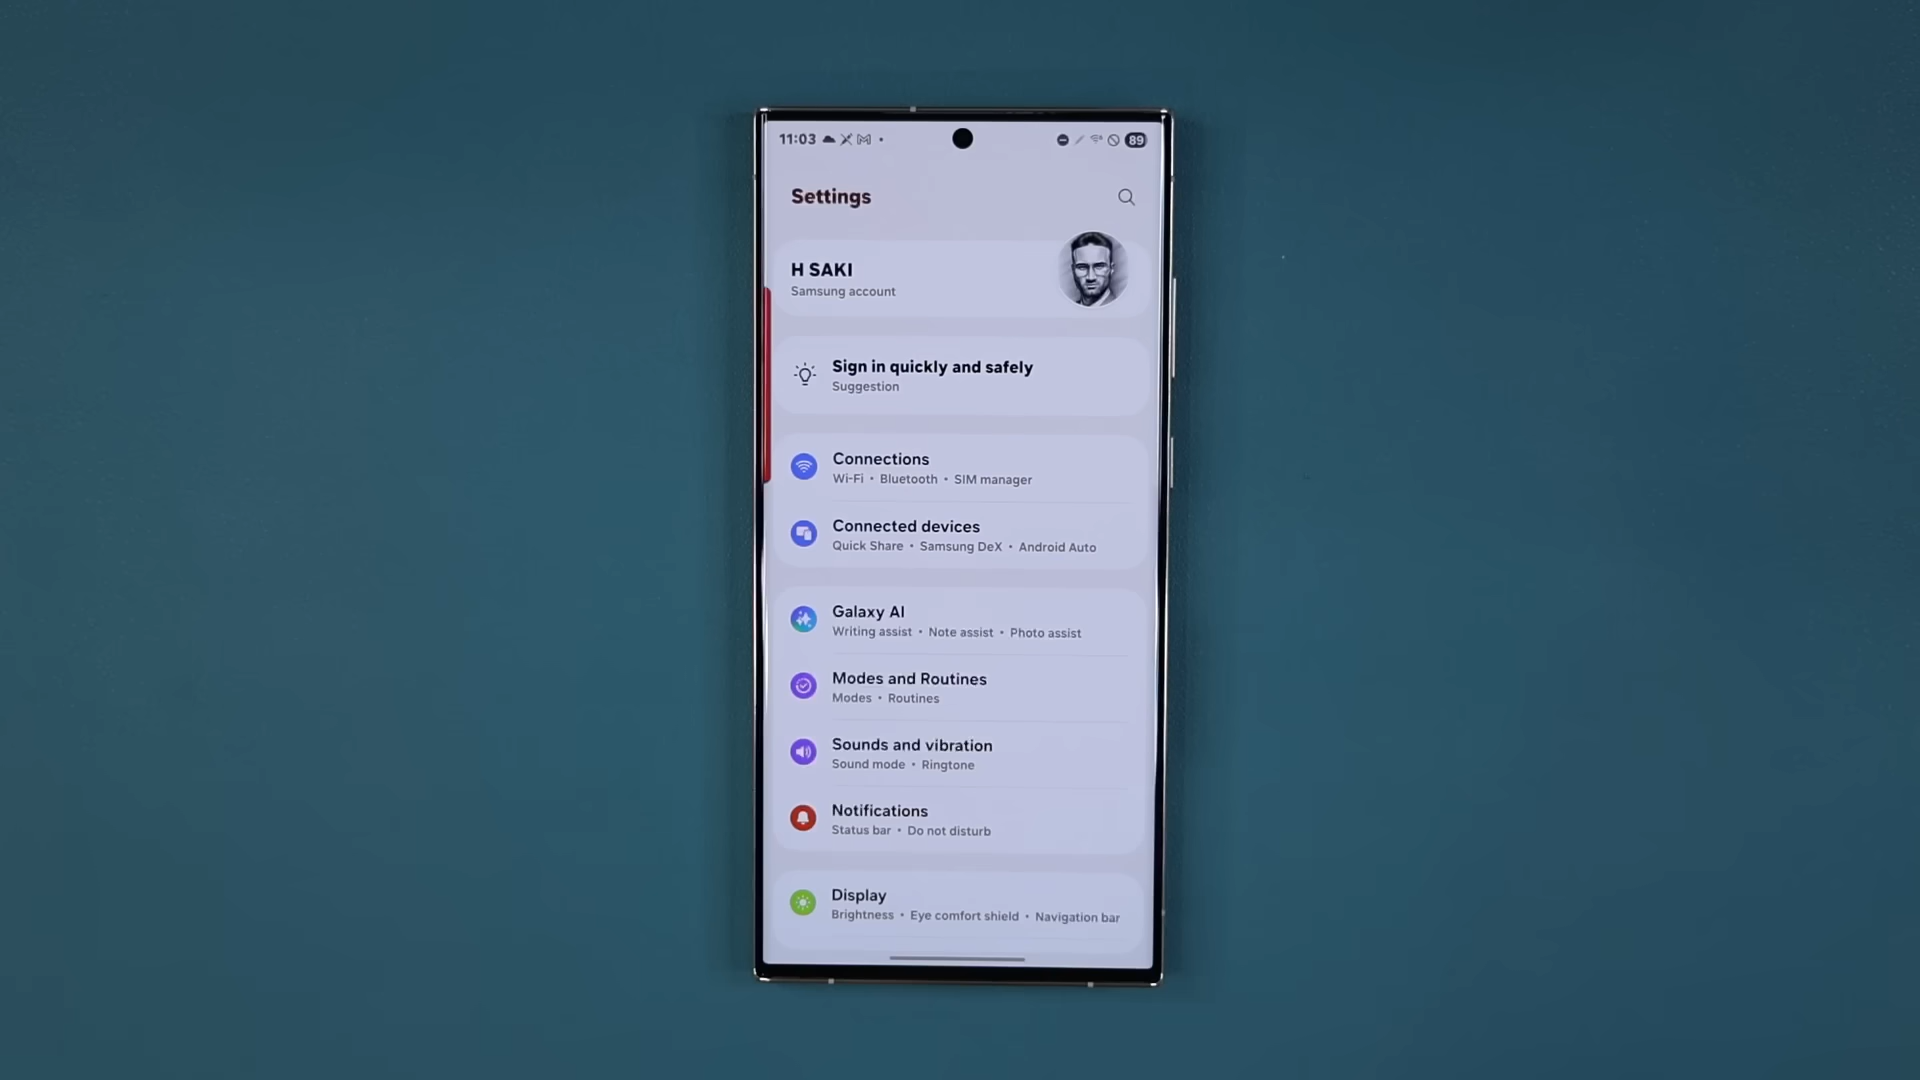 11:03
89
Settings
H SAKI
Samsung account
Sign in quickly and safely
Suggestion
Connections
Wi-Fi • Bluetooth • SIM manager
Connected devices
Quick Share • Samsung DeX • Android Auto
Galaxy AI
Writing assist • Note assist • Photo assist
Modes and Routines
Modes • Routines
Sounds and vibration
Sound mode • Ringtone
Notifications
Status bar • Do not disturb
Display
Brightness • Eye comfort shield • Navigation bar